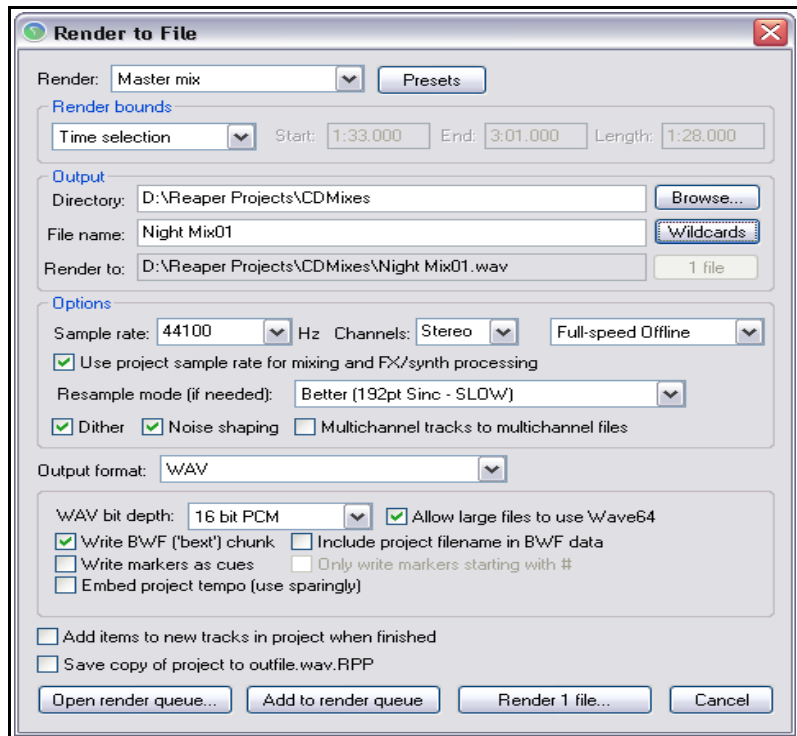 Render to File
Render: Master mix Presets
Render bounds
Time selection Start: 1:33.000 End: 3:01.000 Length: 1:28.000
Output
Directory: D:\Reaper Projects\CDMixes Browse...
File name: Night Mix01 Wildcards
Render to: D:\Reaper Projects\CDMixes\Night Mix01.wav 1 file
Options
Sample rate: 44100 Hz Channels: Stereo Full-speed Offline
Use project sample rate for mixing and FX/synth processing
Resample mode (if needed): Better (192pt Sinc - SLOW)
Dither Noise shaping Multichannel tracks to multichannel files
Output format: WAV
WAV bit depth: 16 bit PCM Allow large files to use Wave64
Write BWF ('bext') chunk Include project filename in BWF data
Write markers as cues Only write markers starting with #
Embed project tempo (use sparingly)
Add items to new tracks in project when finished
Save copy of project to outfile.wav.RPP
Open render queue... Add to render queue Render 1 file... Cancel